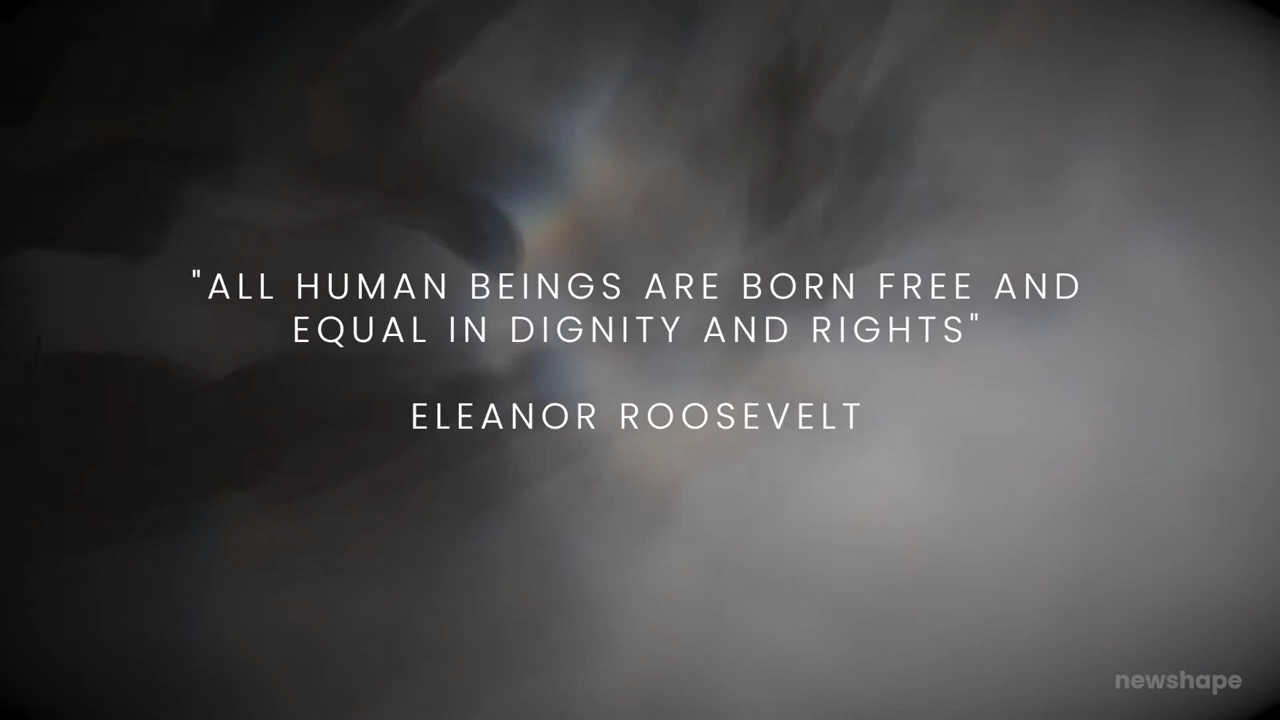 "ALL HUMAN BEINGS ARE BORN FREE AND
EQUAL IN DIGNITY AND RIGHTS"
ELEANOR ROOSEVELT
newshape